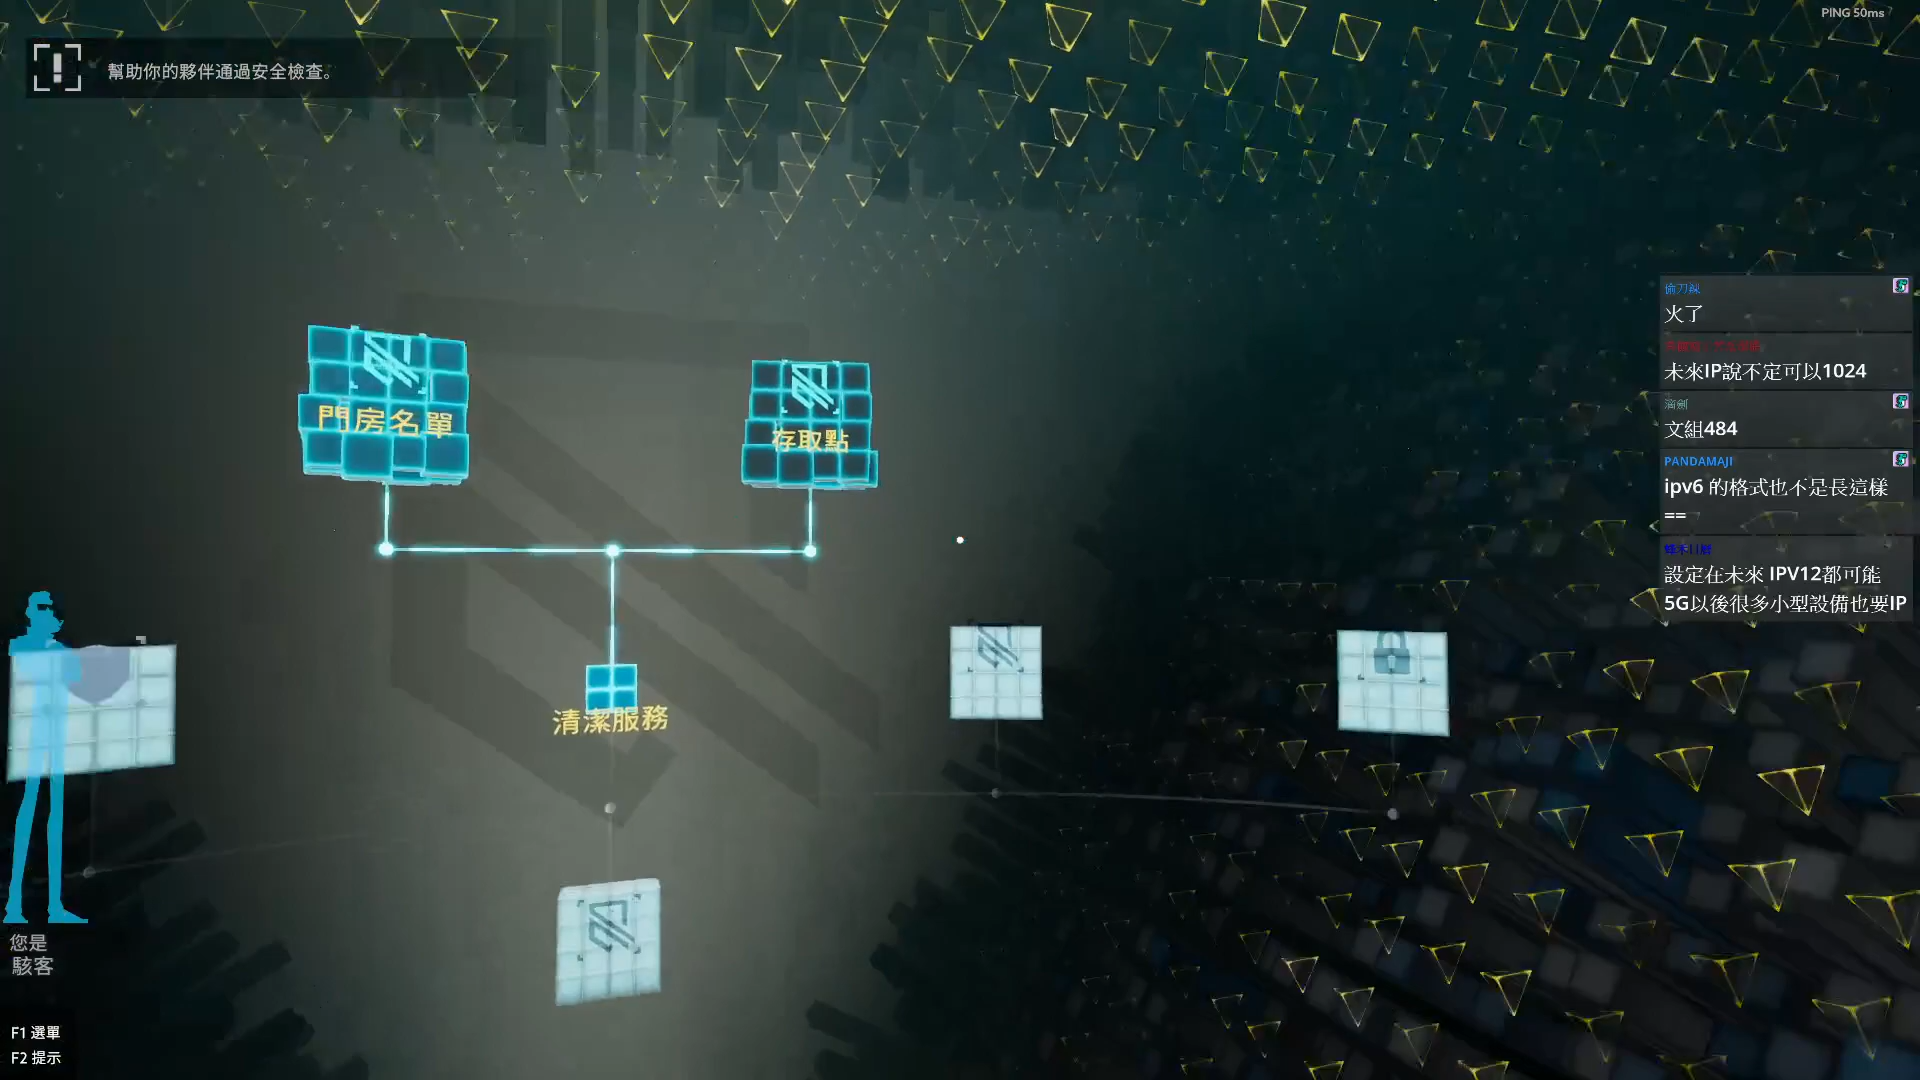 PING 50ms
幫助你的夥伴通過安全檢查。
門房名單
存取點
清潔服務
您是
駭客
F1 選單
F2 提示
火了
未來IP說不定可以1024
文組484
PANDAMAJI
ipv6 的格式也不是長這樣
==
設定在未來 IPV12都可能
5G以後很多小型設備也要IP